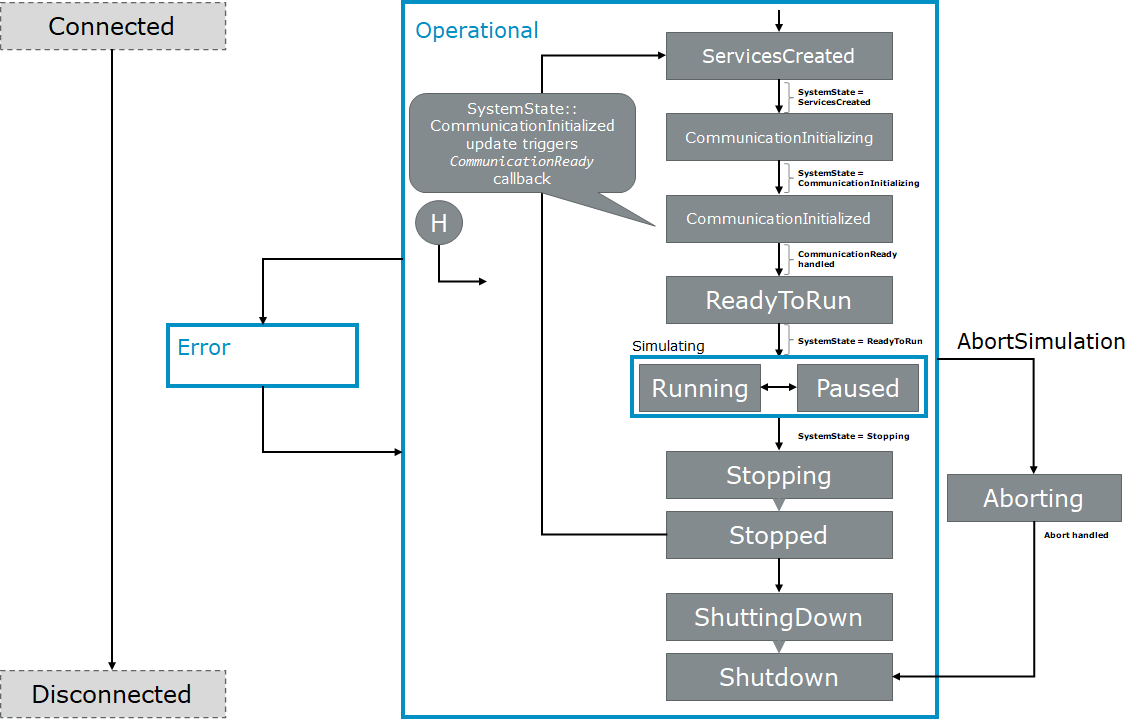 Connected
Operational
ServicesCreated
SystemState =
ServicesCreated
SystemState::
CommunicationInitialized
update triggers
CommunicationReady
callback
CommunicationInitializing
SystemState =
CommunicationInitializing
H
CommunicationInitialized
CommunicationReady
handled
ReadyToRun
SystemState = ReadyToRun
Error
Simulating
AbortSimulation
Running
Paused
SystemState = Stopping
Stopping
Aborting
Stopped
Abort handled
ShuttingDown
Shutdown
Disconnected